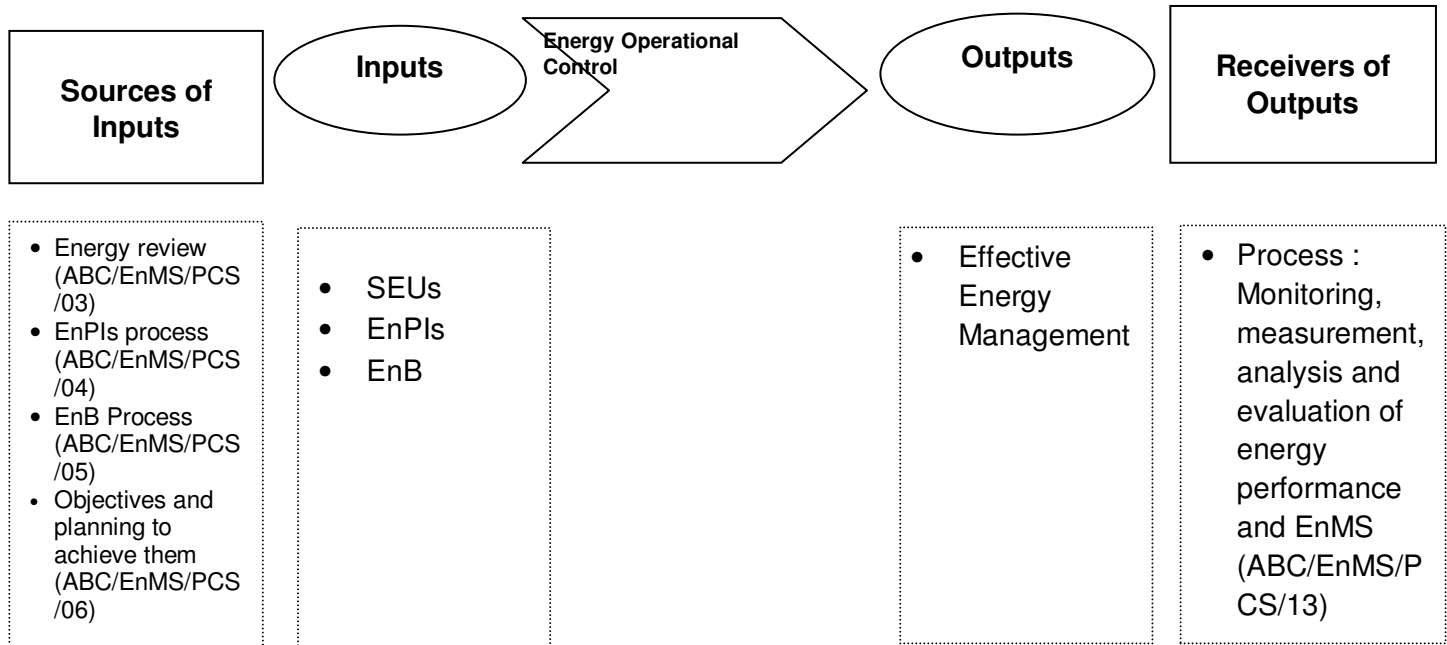 Sources of
Inputs
Inputs
Energy Operational
Control
Outputs
Receivers of
Outputs
• Energy review
(ABC/EnMS/PCS
/03)
• EnPIs process
(ABC/EnMS/PCS
/04)
• EnB Process
(ABC/EnMS/PCS
/05)
• Objectives and
planning to
achieve them
(ABC/EnMS/PCS
/06)
• SEUs
• EnPIs
• EnB
• Effective
Energy
Management
• Process :
Monitoring,
measurement,
analysis and
evaluation of
energy
performance
and EnMS
(ABC/EnMS/P
CS/13)